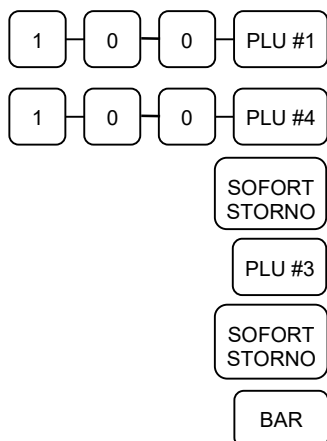 1 0 0 PLU #1
1 0 0 PLU #4
SOFORT
STORNO
PLU #3
SOFORT
STORNO
BAR